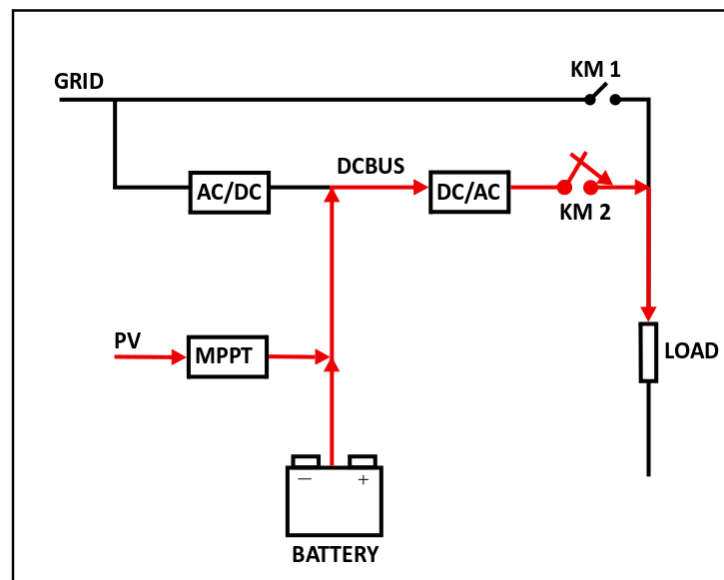 GRID
KM 1
DCBUS
AC/DC
DC/AC
KM 2
PV
MPPT
LOAD
— +
BATTERY